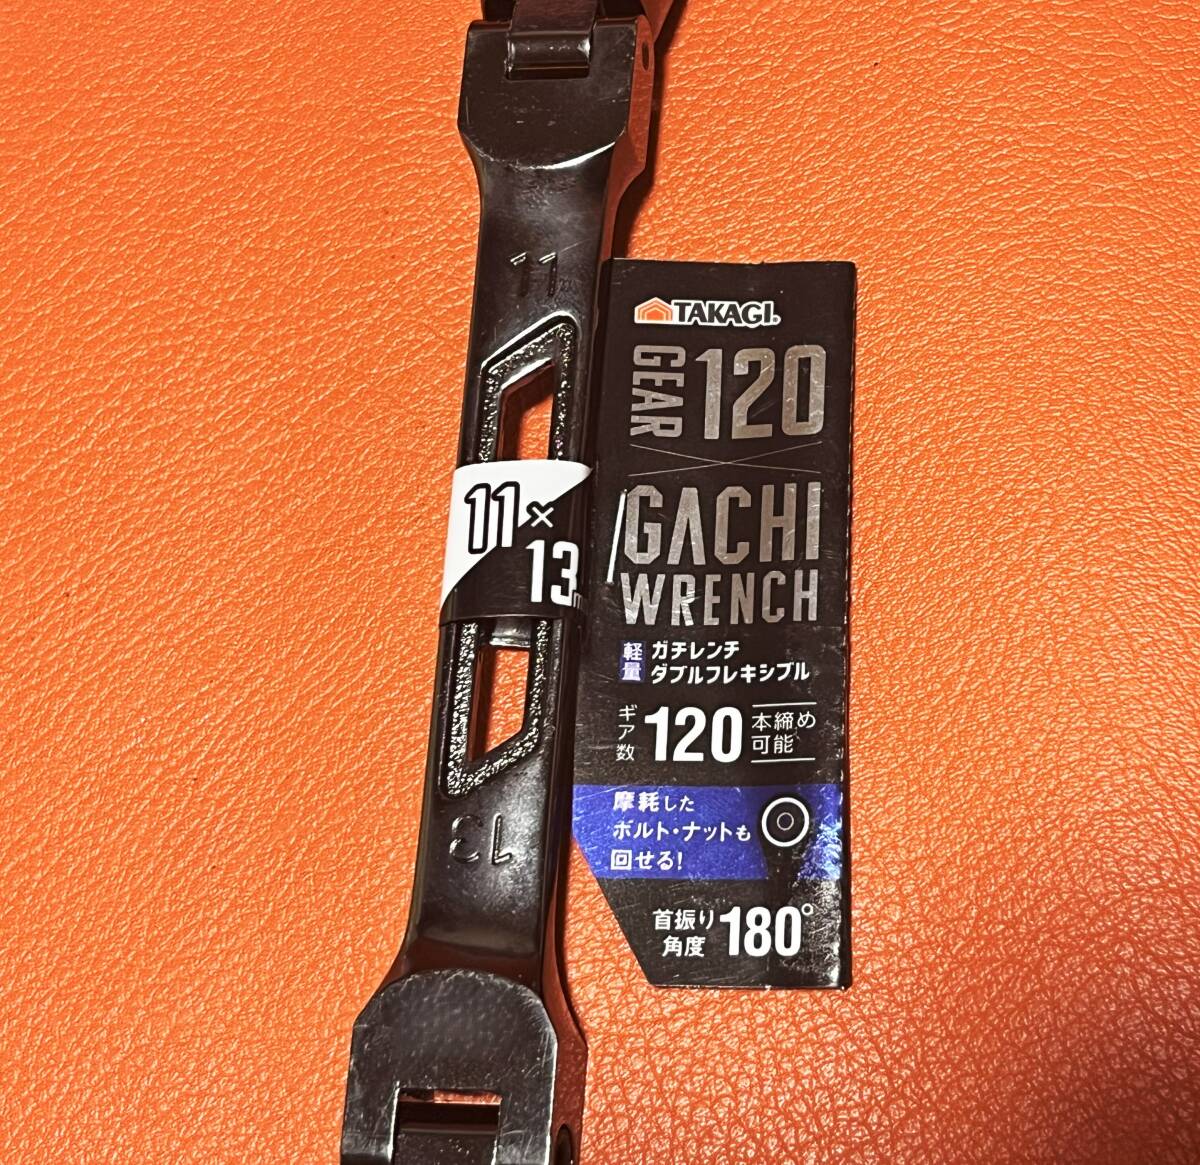 11
11×
13
13
TAKAGI
GEAR 120
GACHI
WRENCH
軽量 ガチレンチ
ダブルフレキシブル
ギア数 120 本締め
可能
摩耗した
ボルト・ナットも
回せる!
首振り
角度 180°